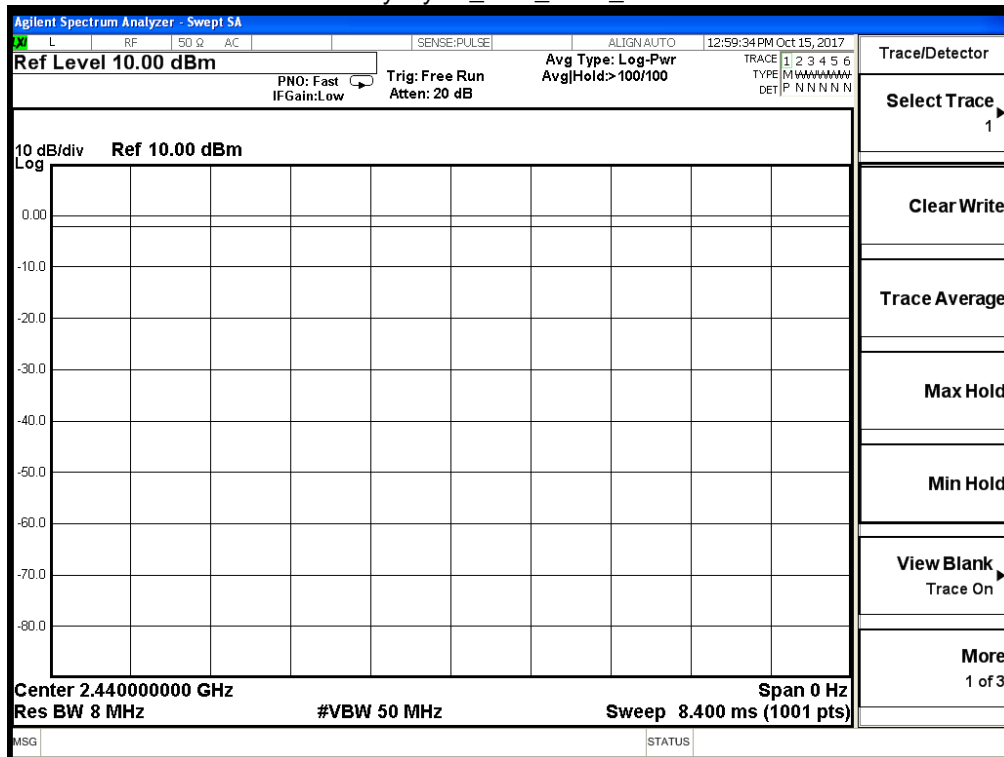 Agilent Spectrum Analyzer - Swept SA
LXI L RF 50 Ω AC SENSE:PULSE ALIGN AUTO 12:59:34 PM Oct 15, 2017
Ref Level 10.00 dBm
PNO: Fast
IFGain:Low
Trig: Free Run
Atten: 20 dB
Avg Type: Log-Pwr
Avg|Hold:>100/100
TRACE 1 2 3 4 5 6
TYPE M WWWWW
DET P N N N N N
10 dB/div Ref 10.00 dBm
Log
0.00
-10.0
-20.0
-30.0
-40.0
-50.0
-60.0
-70.0
-80.0
Center 2.440000000 GHz Span 0 Hz
Res BW 8 MHz #VBW 50 MHz Sweep 8.400 ms (1001 pts)
MSG STATUS
Trace/Detector
Select Trace
1
Clear Write
Trace Average
Max Hold
Min Hold
View Blank
Trace On
More
1 of 3